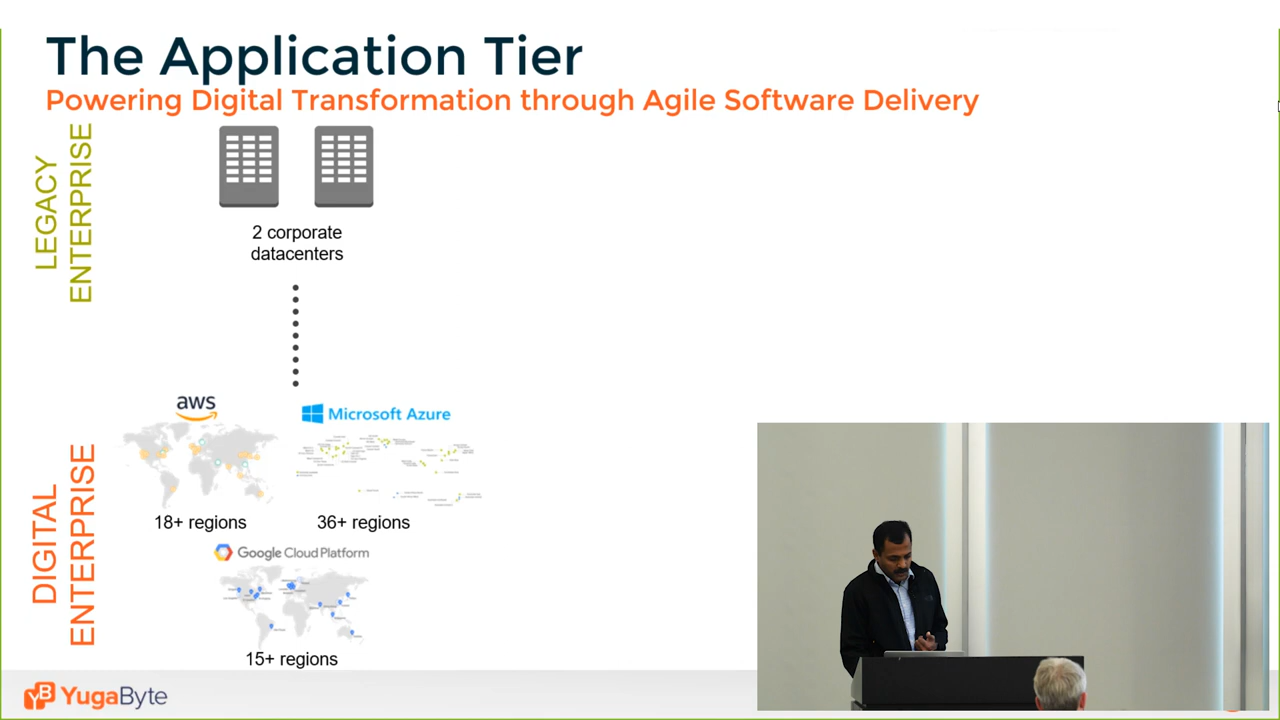 The Application Tier
Powering Digital Transformation through Agile Software Delivery
LEGACY
ENTERPRISE
2 corporate
datacenters
DIGITAL
ENTERPRISE
aws
18+ regions
Microsoft Azure
36+ regions
Google Cloud Platform
15+ regions
YB YugaByte